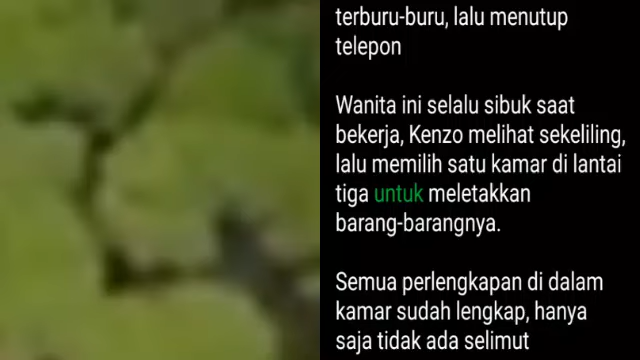 terburu-buru, lalu menutup
telepon
Wanita ini selalu sibuk saat
bekerja, Kenzo melihat sekeliling,
lalu memilih satu kamar di lantai
tiga untuk meletakkan
barang-barangnya.
Semua perlengkapan di dalam
kamar sudah lengkap, hanya
saja tidak ada selimut